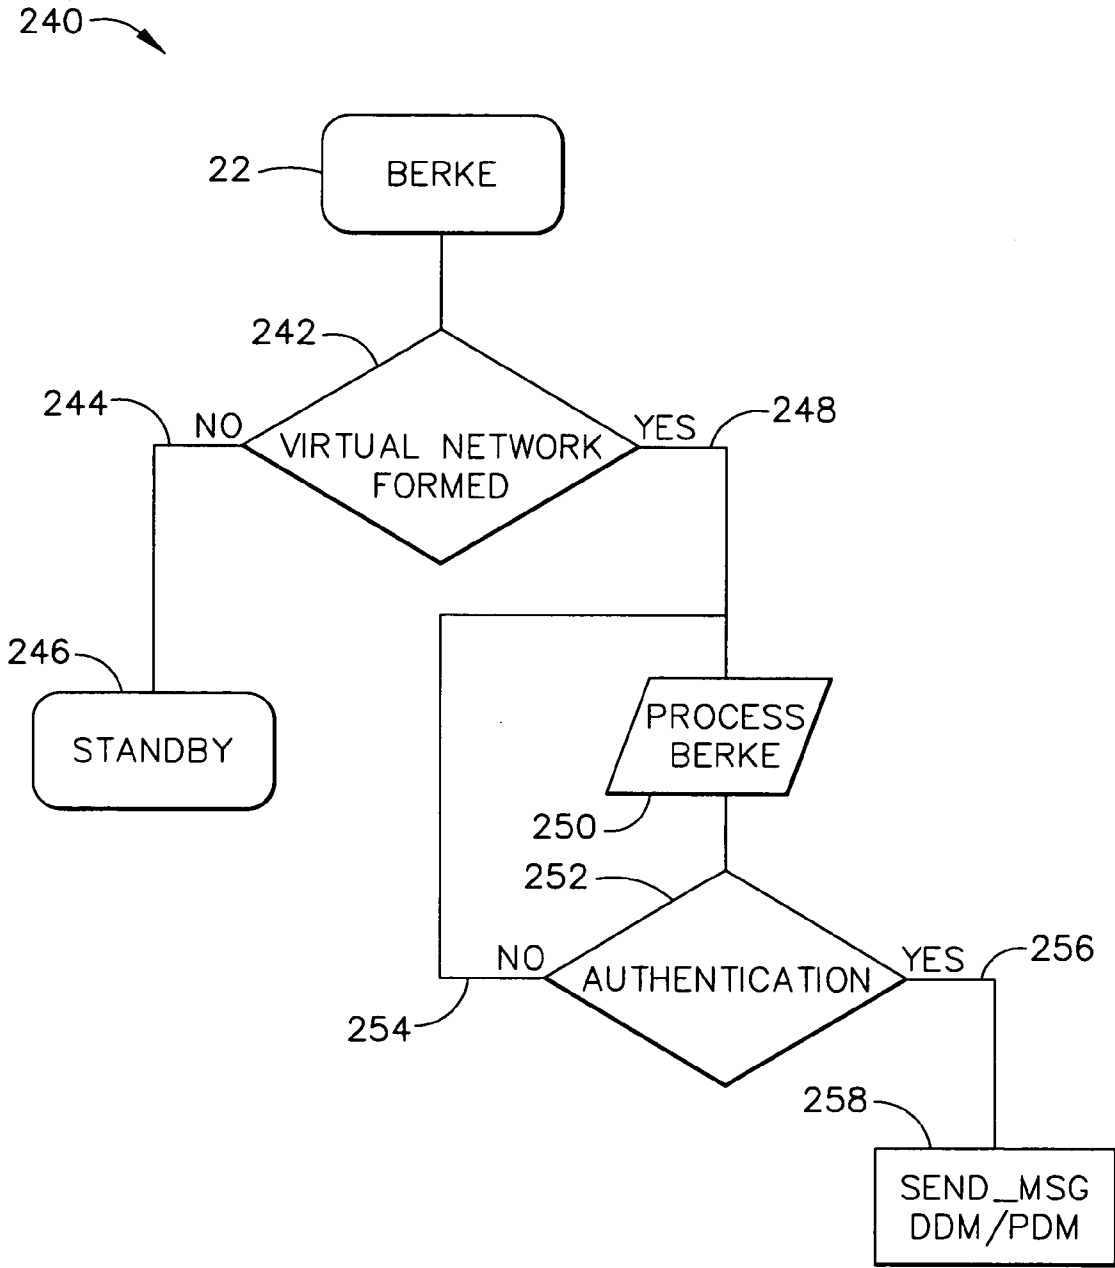 240
22
BERKE
242
244
NO
YES
248
VIRTUAL NETWORK
FORMED
246
STANDBY
PROCESS
BERKE
250
252
NO
YES
256
AUTHENTICATION
254
258
SEND_MSG
DDM/PDM